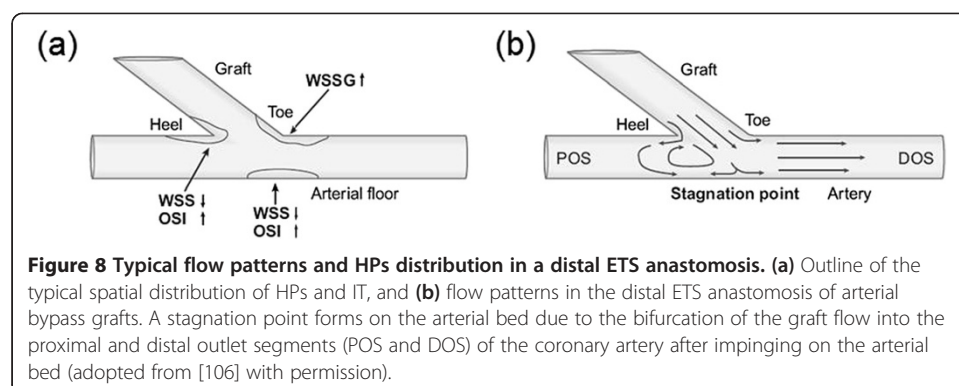 (a)
Graft
WSSG ↑
Toe
Heel
WSS ↓
OSI ↑
WSS ↓
OSI ↑
Arterial floor
(b)
Graft
Toe
Heel
POS
DOS
Stagnation point
Artery
Figure 8 Typical flow patterns and HPs distribution in a distal ETS anastomosis. (a) Outline of the
typical spatial distribution of HPs and IT, and (b) flow patterns in the distal ETS anastomosis of arterial
bypass grafts. A stagnation point forms on the arterial bed due to the bifurcation of the graft flow into the
proximal and distal outlet segments (POS and DOS) of the coronary artery after impinging on the arterial
bed (adopted from [106] with permission).